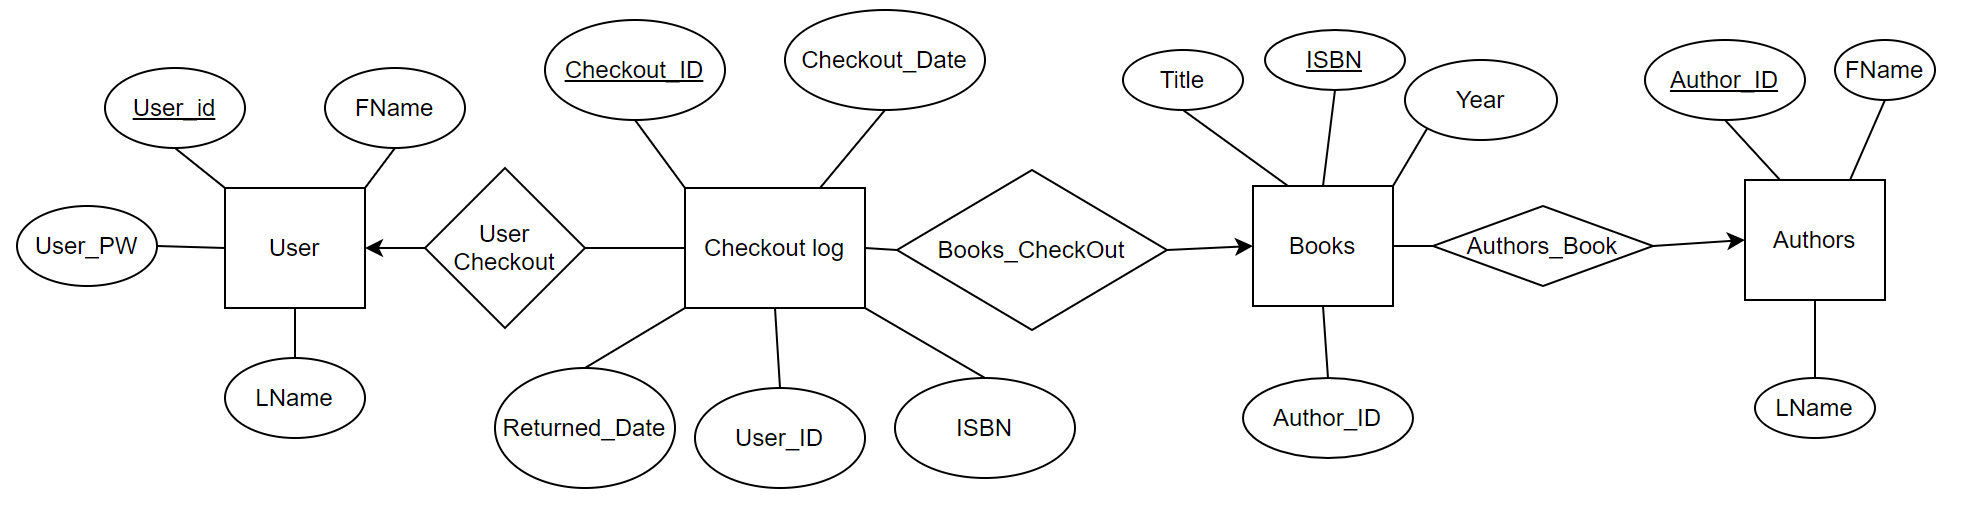 Checkout_ID
Checkout_Date
Title
ISBN
Year
Author_ID
FName
User_id
FName
User_PW
User
User
Checkout
Checkout log
Books_CheckOut
Books
Authors_Book
Authors
LName
Returned_Date
User_ID
ISBN
Author_ID
LName